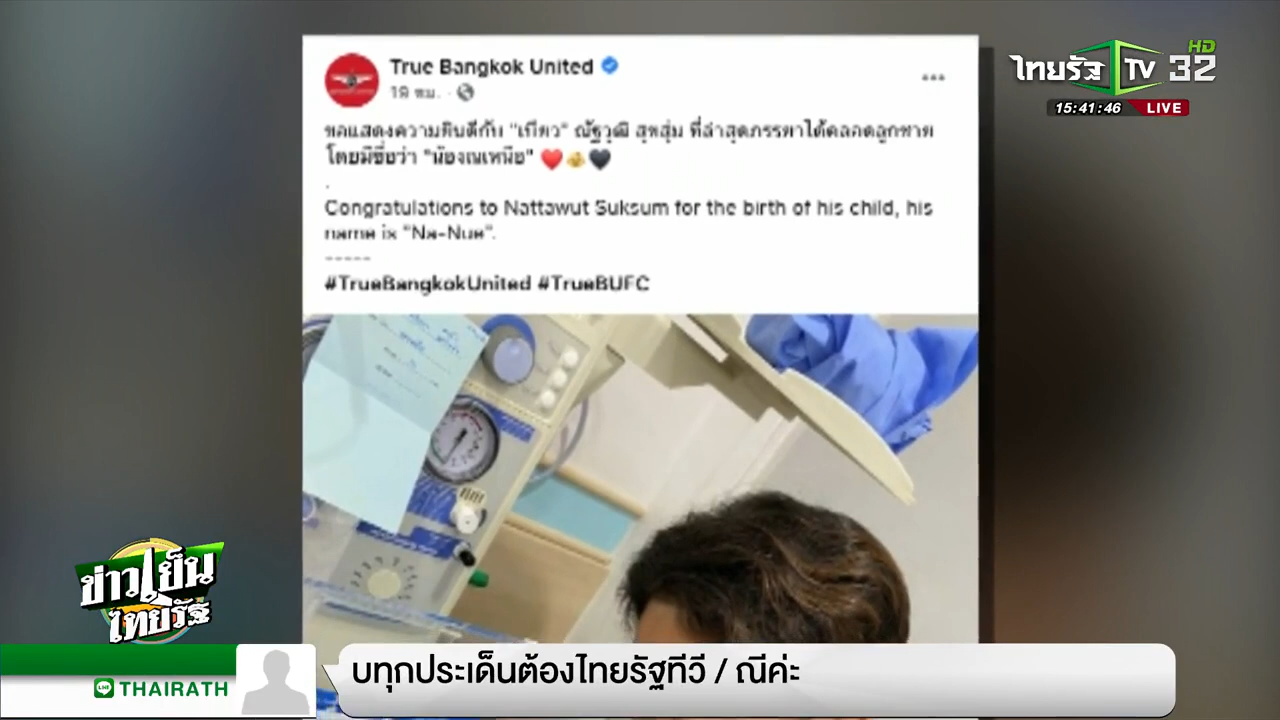 True Bangkok United
19 ชม.
ขอแสดงความยินดีกับ "เบียว" ณัฐวุฒิ สุขสุ่ม ที่ล่าสุดภรรยาได้คลอดลูกชาย
โดยมีชื่อว่า "น้องณเหนือ" ❤️👶🖤
.
Congratulations to Nattawut Suksum for the birth of his child, his
name is "Na-Nue".
-----
#TrueBangkokUnited #TrueBUFC
ไทยรัฐ TV HD 32
15:41:46 LIVE
ข่าวเย็น
ไทยรัฐ
LINE THAIRATH
บทุกประเด็นต้องไทยรัฐทีวี / ณีค่ะ